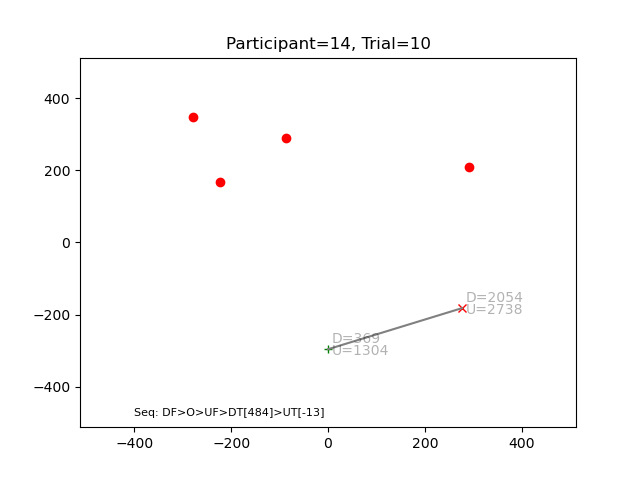 Participant=14, Trial=10
400
200
0
−200
−400
D=2054
U=2738
D=369
U=1304
Seq: DF>O>UF>DT[484]>UT[-13]
−400
−200
0
200
400